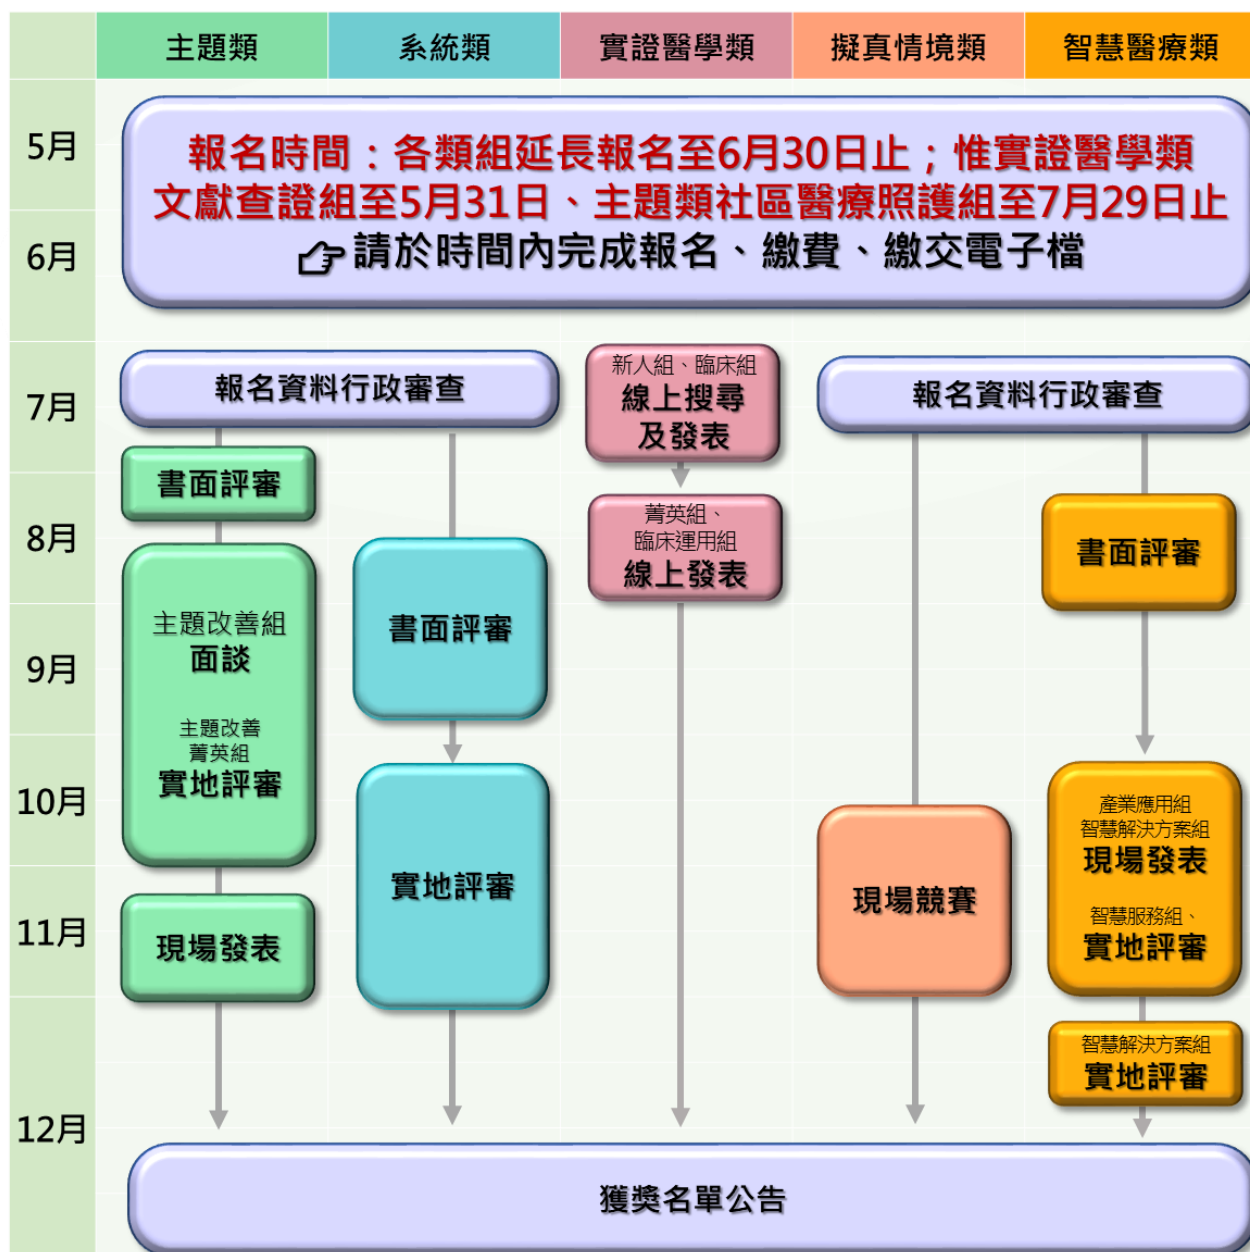 主題類
系統類
實證醫學類
擬真情境類
智慧醫療類
5月
報名時間：各類組延長報名至6月30日止；惟實證醫學類
文獻查證組至5月31日、主題類社區醫療照護組至7月29日止
6月
👉請於時間內完成報名、繳費、繳交電子檔
7月
報名資料行政審查
新人組、臨床組
線上搜尋
及發表
報名資料行政審查
書面評審
8月
菁英組、
臨床運用組
線上發表
書面評審
主題改善組
面談
書面評審
9月
主題改善
菁英組
實地評審
10月
實地評審
現場競賽
產業應用組
智慧解決方案組
現場發表
11月
現場發表
智慧服務組、
實地評審
智慧解決方案組
實地評審
12月
獲獎名單公告